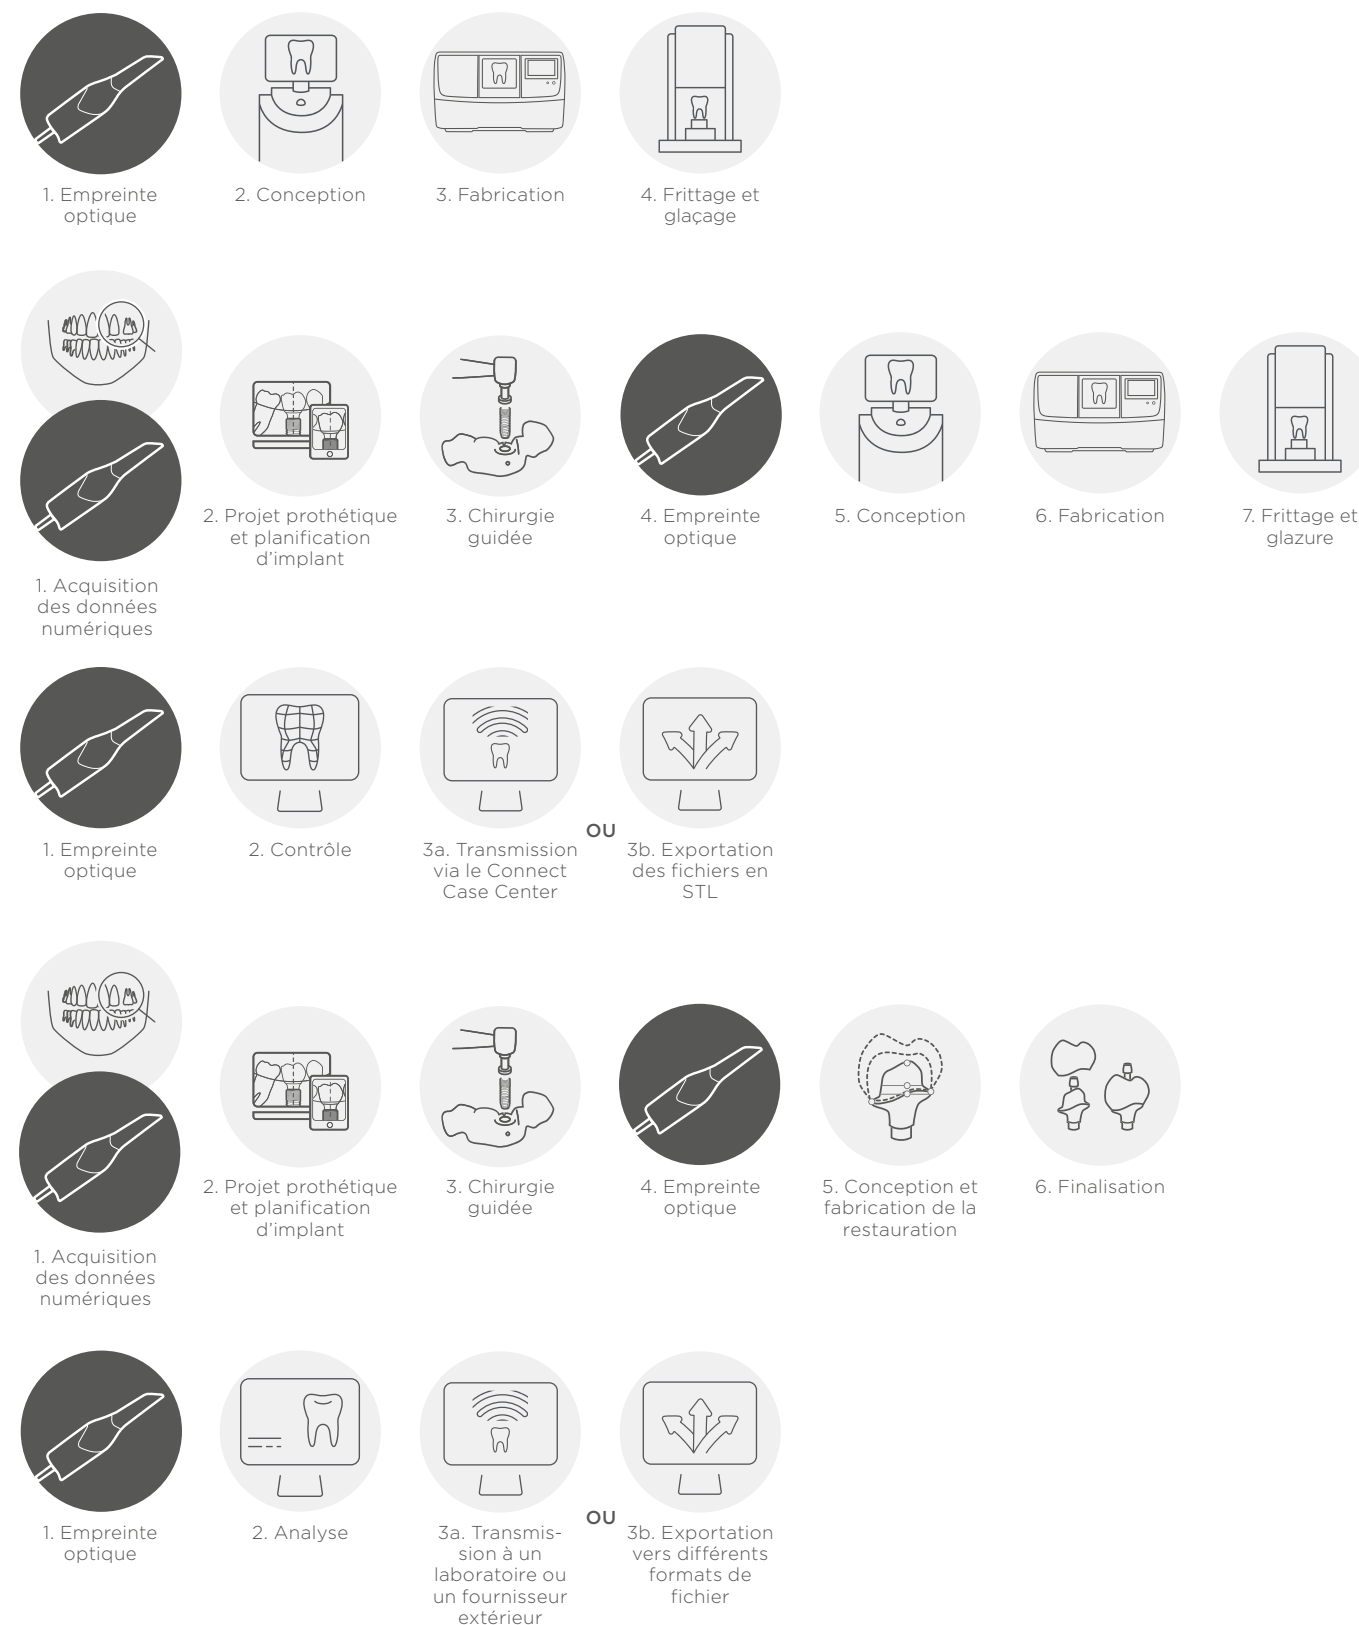 1. Empreinte
optique
2. Conception
3. Fabrication
4. Frittage et
glaçage
1. Acquisition
des données
numériques
2. Projet prothétique
et planification
d'implant
3. Chirurgie
guidée
4. Empreinte
optique
5. Conception
6. Fabrication
7. Frittage et
glazure
1. Empreinte
optique
2. Contrôle
3a. Transmission
via le Connect
Case Center
OU
3b. Exportation
des fichiers en
STL
1. Acquisition
des données
numériques
2. Projet prothétique
et planification
d'implant
3. Chirurgie
guidée
4. Empreinte
optique
5. Conception et
fabrication de la
restauration
6. Finalisation
1. Empreinte
optique
2. Analyse
3a. Transmis-
sion à un
laboratoire ou
un fournisseur
extérieur
OU
3b. Exportation
vers différents
formats de
fichier